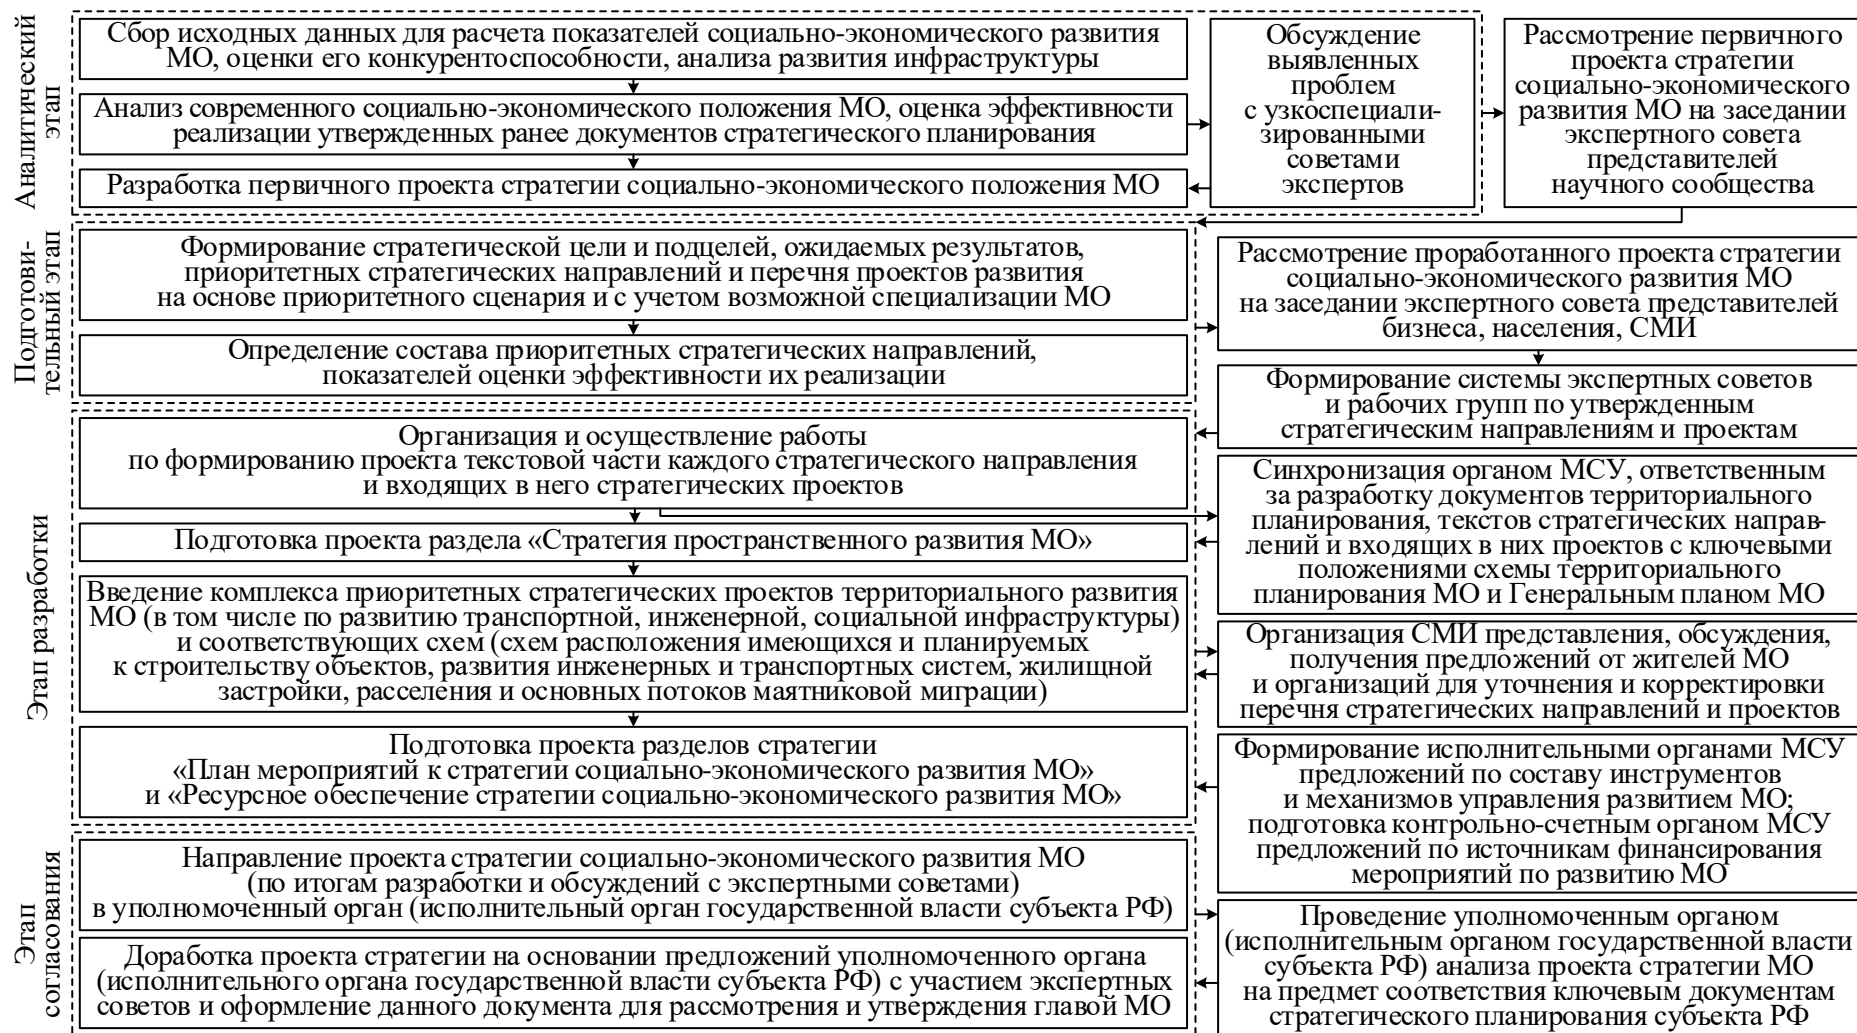 Аналитический
этап
Сбор исходных данных для расчета показателей социально-экономического развития
МО, оценки его конкурентоспособности, анализа развития инфраструктуры
Анализ современного социально-экономического положения МО, оценка эффективности
реализации утвержденных ранее документов стратегического планирования
Разработка первичного проекта стратегии социально-экономического положения МО
Обсуждение
выявленных
проблем
с узкоспециали-
зированными
советами
экспертов
Рассмотрение первичного
проекта стратегии
социально-экономического
развития МО на заседании
экспертного совета
представителей
научного сообщества
Подготови-
тельный этап
Формирование стратегической цели и подцелей, ожидаемых результатов,
приоритетных стратегических направлений и перечня проектов развития
на основе приоритетного сценария и с учетом возможной специализации МО
Определение состава приоритетных стратегических направлений,
показателей оценки эффективности их реализации
Рассмотрение проработанного проекта стратегии
социально-экономического развития МО
на заседании экспертного совета представителей
бизнеса, населения, СМИ
Формирование системы экспертных советов
и рабочих групп по утвержденным
стратегическим направлениям и проектам
Этап разработки
Организация и осуществление работы
по формированию проекта текстовой части каждого стратегического направления
и входящих в него стратегических проектов
Подготовка проекта раздела «Стратегия пространственного развития МО»
Введение комплекса приоритетных стратегических проектов территориального развития
МО (в том числе по развитию транспортной, инженерной, социальной инфраструктуры)
и соответствующих схем (схем расположения имеющихся и планируемых
к строительству объектов, развития инженерных и транспортных систем, жилищной
застройки, расселения и основных потоков маятниковой миграции)
Подготовка проекта разделов стратегии
«План мероприятий к стратегии социально-экономического развития МО»
и «Ресурсное обеспечение стратегии социально-экономического развития МО»
Синхронизация органом МСУ, ответственным
за разработку документов территориального
планирования, текстов стратегических направ-
лений и входящих в них проектов с ключевыми
положениями схемы территориального
планирования МО и Генеральным планом МО
Организация СМИ представления, обсуждения,
получения предложений от жителей МО
и организаций для уточнения и корректировки
перечня стратегических направлений и проектов
Формирование исполнительными органами МСУ
предложений по составу инструментов
и механизмов управления развитием МО;
подготовка контрольно-счетным органом МСУ
предложений по источникам финансирования
мероприятий по развитию МО
Этап
согласования
Направление проекта стратегии социально-экономического развития МО
(по итогам разработки и обсуждений с экспертными советами)
в уполномоченный орган (исполнительный орган государственной власти субъекта РФ)
Доработка проекта стратегии на основании предложений уполномоченного органа
(исполнительного органа государственной власти субъекта РФ) с участием экспертных
советов и оформление данного документа для рассмотрения и утверждения главой МО
Проведение уполномоченным органом
(исполнительным органом государственной власти
субъекта РФ) анализа проекта стратегии МО
на предмет соответствия ключевым документам
стратегического планирования субъекта РФ